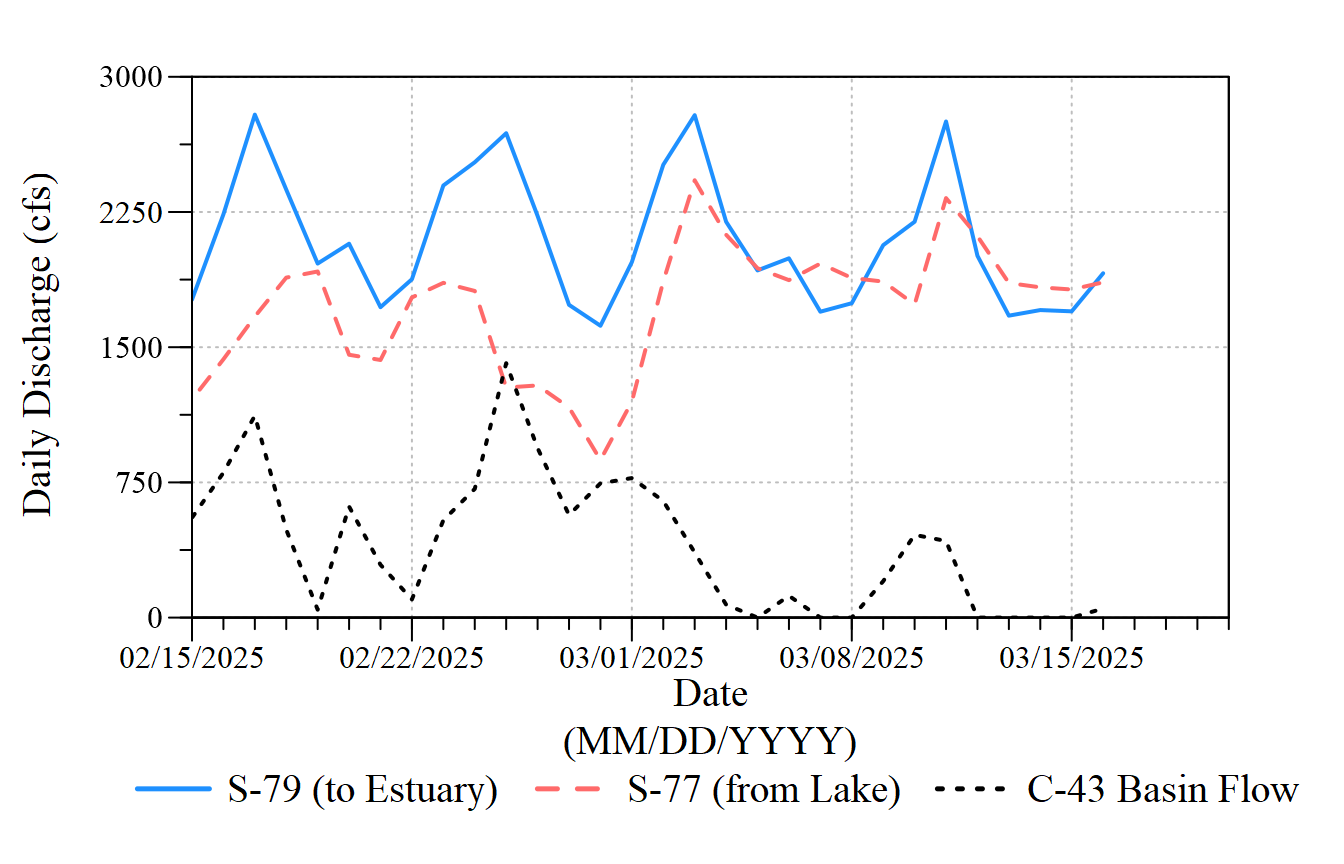 3000
2250
1500
750
0
Daily Discharge (cfs)
02/15/2025 02/22/2025 03/01/2025 03/08/2025 03/15/2025
Date
(MM/DD/YYYY)
S-79 (to Estuary) S-77 (from Lake) C-43 Basin Flow